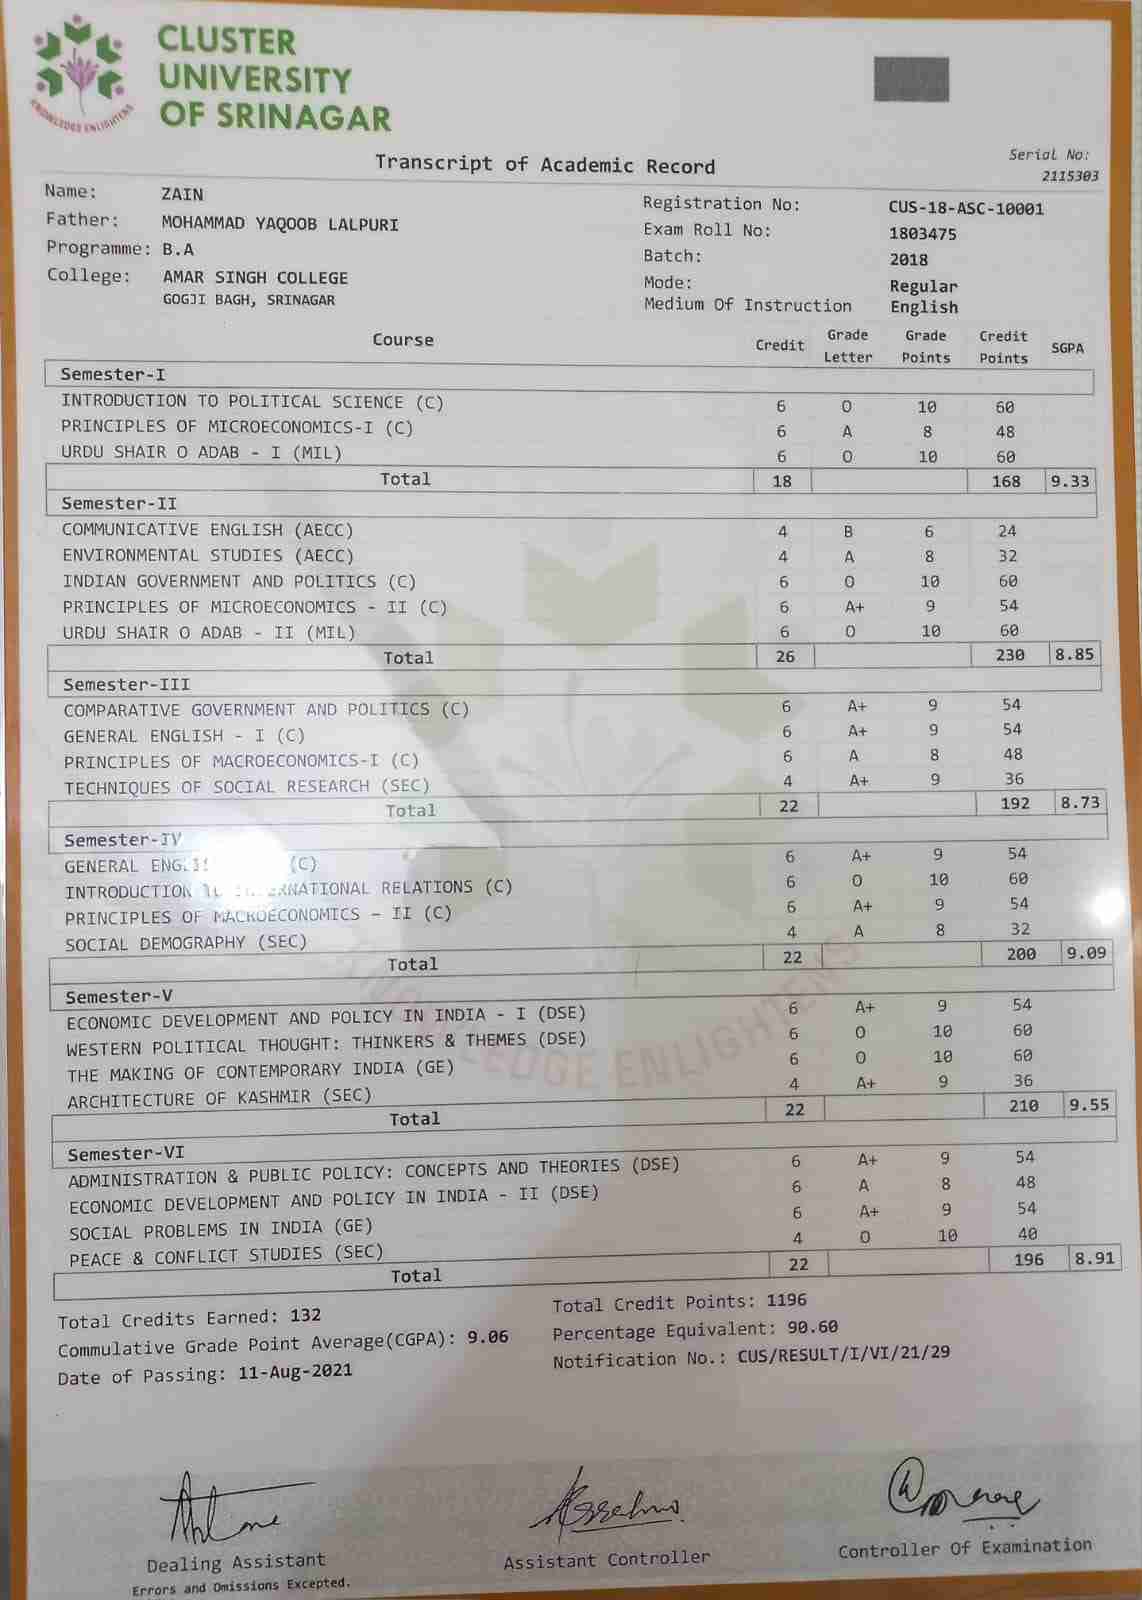 CLUSTER
UNIVERSITY
OF SRINAGAR
KNOWLEDGE ENLIGHTENS
Transcript of Academic Record
Serial No:
2115303
Name: ZAIN
Father: MOHAMMAD YAQOOB LALPURI
Programme: B.A
College: AMAR SINGH COLLEGE
GOGJI BAGH, SRINAGAR
Registration No: CUS-18-ASC-10001
Exam Roll No: 1803475
Batch: 2018
Mode: Regular
Medium Of Instruction English
Course Credit Grade Letter Grade Points Credit Points SGPA
Semester-I
INTRODUCTION TO POLITICAL SCIENCE (C) 6 O 10 60
PRINCIPLES OF MICROECONOMICS-I (C) 6 A 8 48
URDU SHAIR O ADAB - I (MIL) 6 O 10 60
Total 18 168 9.33
Semester-II
COMMUNICATIVE ENGLISH (AECC) 4 B 6 24
ENVIRONMENTAL STUDIES (AECC) 4 A 8 32
INDIAN GOVERNMENT AND POLITICS (C) 6 O 10 60
PRINCIPLES OF MICROECONOMICS - II (C) 6 A+ 9 54
URDU SHAIR O ADAB - II (MIL) 6 O 10 60
Total 26 230 8.85
Semester-III
COMPARATIVE GOVERNMENT AND POLITICS (C) 6 A+ 9 54
GENERAL ENGLISH - I (C) 6 A+ 9 54
PRINCIPLES OF MACROECONOMICS-I (C) 6 A 8 48
TECHNIQUES OF SOCIAL RESEARCH (SEC) 4 A+ 9 36
Total 22 192 8.73
Semester-IV
GENERAL (C) 6 A+ 9 54
INTRODUCTION RELATIONS (C) 6 O 10 60
PRINCIPLES OF MACROECONOMICS - II (C) 6 A+ 9 54
SOCIAL DEMOGRAPHY (SEC) 4 A 8 32
Total 22 200 9.09
Semester-V
ECONOMIC DEVELOPMENT AND POLICY IN INDIA - I (DSE) 6 A+ 9 54
WESTERN POLITICAL THOUGHT: THINKERS & THEMES (DSE) 6 O 10 60
THE MAKING OF CONTEMPORARY INDIA (GE) 6 O 10 60
ARCHITECTURE OF KASHMIR (SEC) 4 A+ 9 36
Total 22 210 9.55
Semester-VI
ADMINISTRATION & PUBLIC POLICY: CONCEPTS AND THEORIES (DSE) 6 A+ 9 54
ECONOMIC DEVELOPMENT AND POLICY IN INDIA - II (DSE) 6 A 8 48
SOCIAL PROBLEMS IN INDIA (GE) 6 A+ 9 54
PEACE & CONFLICT STUDIES (SEC) 4 O 10 40
Total 22 196 8.91
Total Credits Earned: 132 Total Credit Points: 1196
Commulative Grade Point Average(CGPA): 9.06 Percentage Equivalent: 90.60
Date of Passing: 11-Aug-2021 Notification No.: CUS/RESULT/I/VI/21/29
Dealing Assistant
Assistant Controller
Controller Of Examination
Errors and Omissions Excepted.